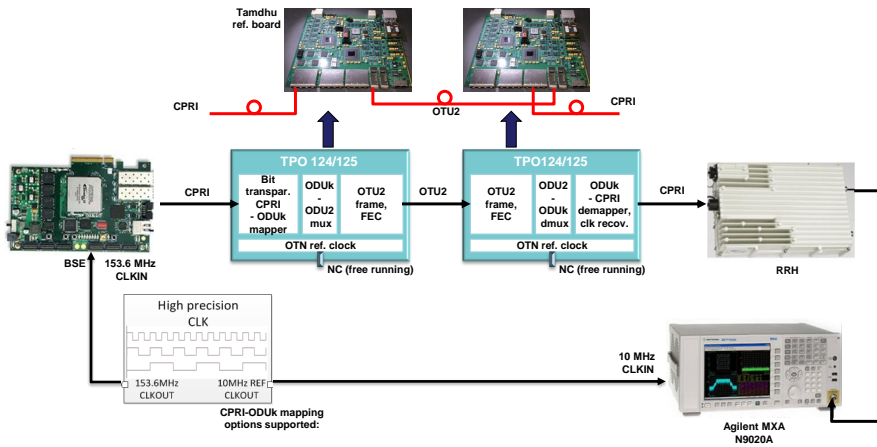 Tamdhu
ref. board
CPRI
OTU2
CPRI
TPO 124/125
Bit
transpar.
CPRI
- ODUk
mapper
ODUk
-
ODU2
mux
OTU2
frame,
FEC
OTN ref. clock
NC (free running)
CPRI
OTU2
TPO124/125
OTU2
frame,
FEC
ODU2
-
ODUk
dmux
ODUk
- CPRI
demapper,
clk recov.
OTN ref. clock
NC (free running)
CPRI
RRH
BSE
153.6 MHz
CLKIN
High precision
CLK
153.6MHz
CLKOUT
10MHz REF
CLKOUT
CPRI-ODUk mapping
options supported:
10 MHz
CLKIN
Agilent MXA
N9020A